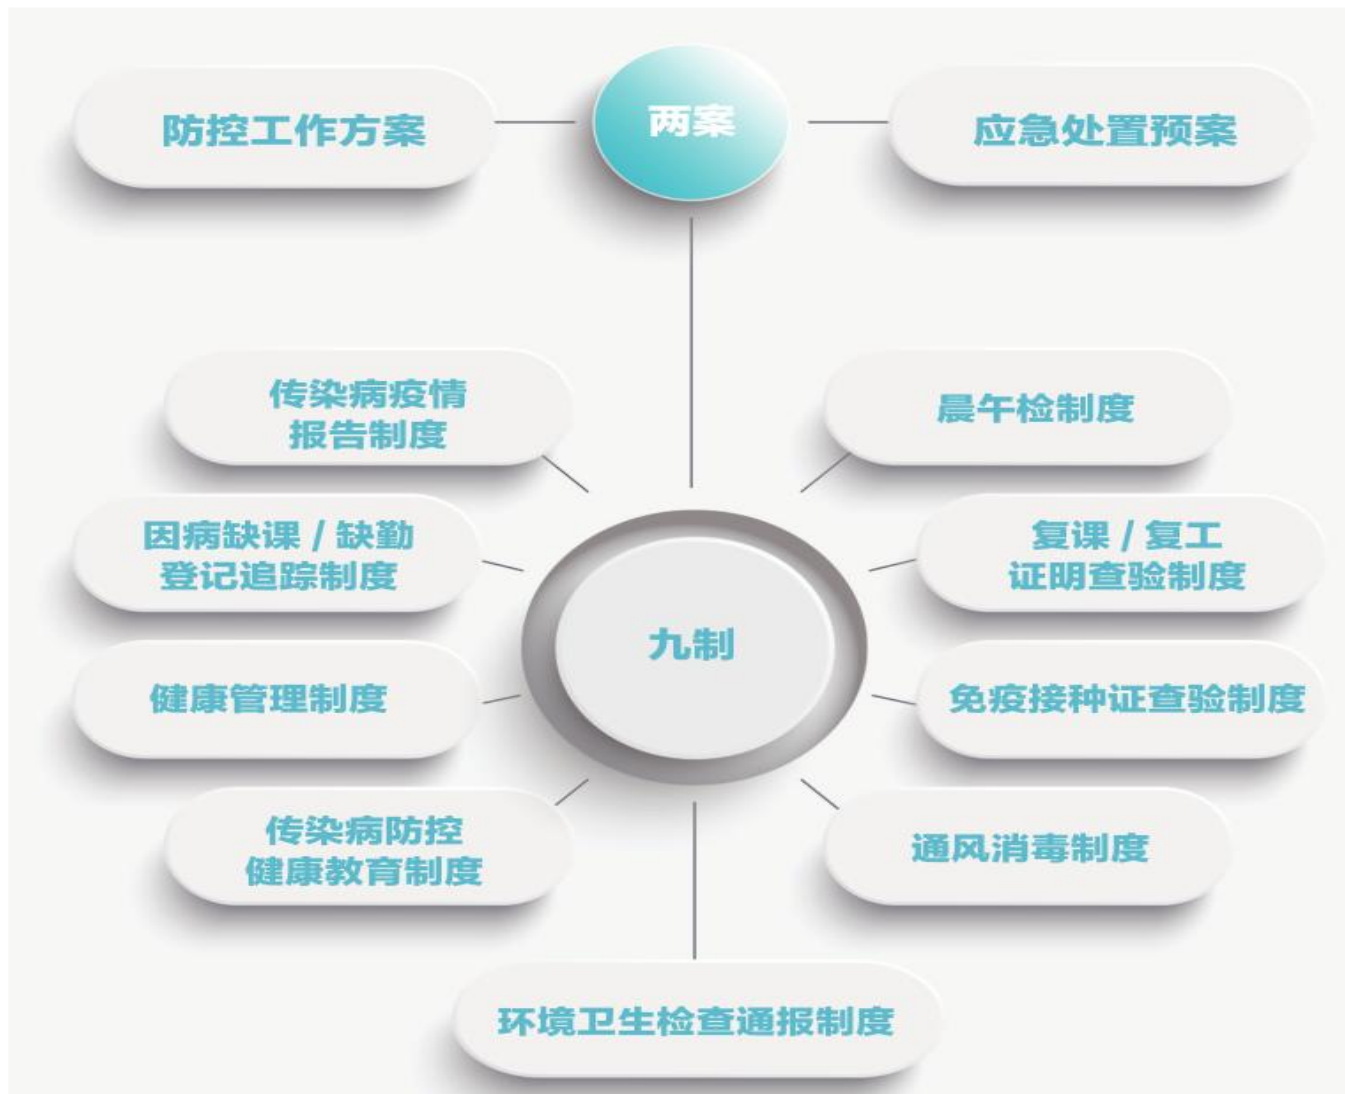 防控工作方案
两案
应急处置预案
传染病疫情
报告制度
晨午检制度
因病缺课 / 缺勤
登记追踪制度
复课 / 复工
证明查验制度
九制
健康管理制度
免疫接种证查验制度
传染病防控
健康教育制度
通风消毒制度
环境卫生检查通报制度